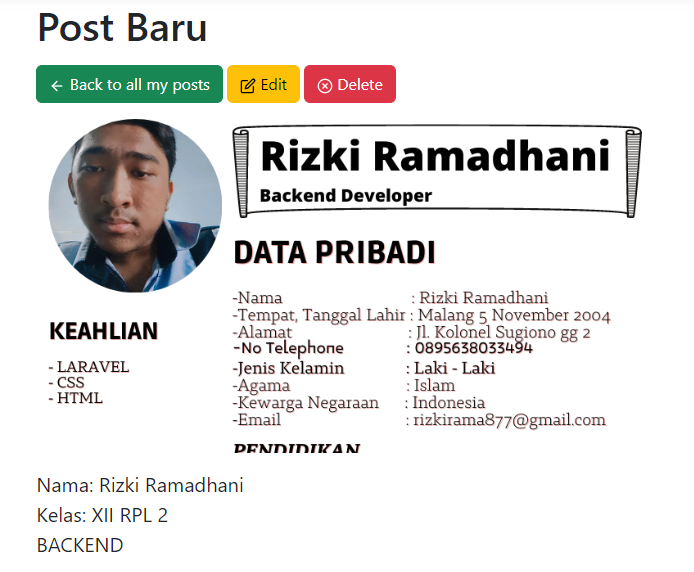 Post Baru
Back to all my posts Edit Delete
Rizki Ramadhani
Backend Developer
DATA PRIBADI
-Nama : Rizki Ramadhani
-Tempat, Tanggal Lahir : Malang 5 November 2004
-Alamat : Jl. Kolonel Sugiono gg 2
-No Telephone : 0895638033494
-Jenis Kelamin : Laki - Laki
-Agama : Islam
-Kewarga Negaraan : Indonesia
-Email : rizkirama877@gmail.com
PENDIDIKAN
KEAHLIAN
- LARAVEL
- CSS
- HTML
Nama: Rizki Ramadhani
Kelas: XII RPL 2
BACKEND